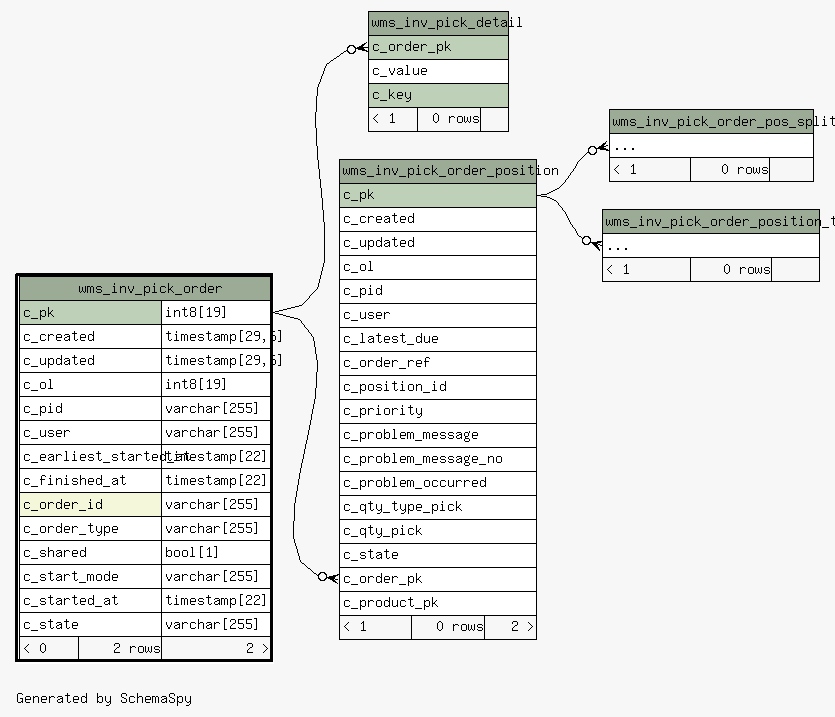 wms_inv_pick_detail
c_order_pk
c_value
c_key
< 1 0 rows
wms_inv_pick_order_pos_split
...
< 1 0 rows
wms_inv_pick_order_position_t
...
< 1 0 rows
wms_inv_pick_order_position
c_pk
c_created
c_updated
c_ol
c_pid
c_user
c_latest_due
c_order_ref
c_position_id
c_priority
c_problem_message
c_problem_message_no
c_problem_occurred
c_qty_type_pick
c_qty_pick
c_state
c_order_pk
c_product_pk
< 1 0 rows 2 >
wms_inv_pick_order
c_pk int8[19]
c_created timestamp[29,6]
c_updated timestamp[29,6]
c_ol int8[19]
c_pid varchar[255]
c_user varchar[255]
c_earliest_started_at timestamp[22]
c_finished_at timestamp[22]
c_order_id varchar[255]
c_order_type varchar[255]
c_shared bool[1]
c_start_mode varchar[255]
c_started_at timestamp[22]
c_state varchar[255]
< 0 2 rows 2 >
Generated by SchemaSpy